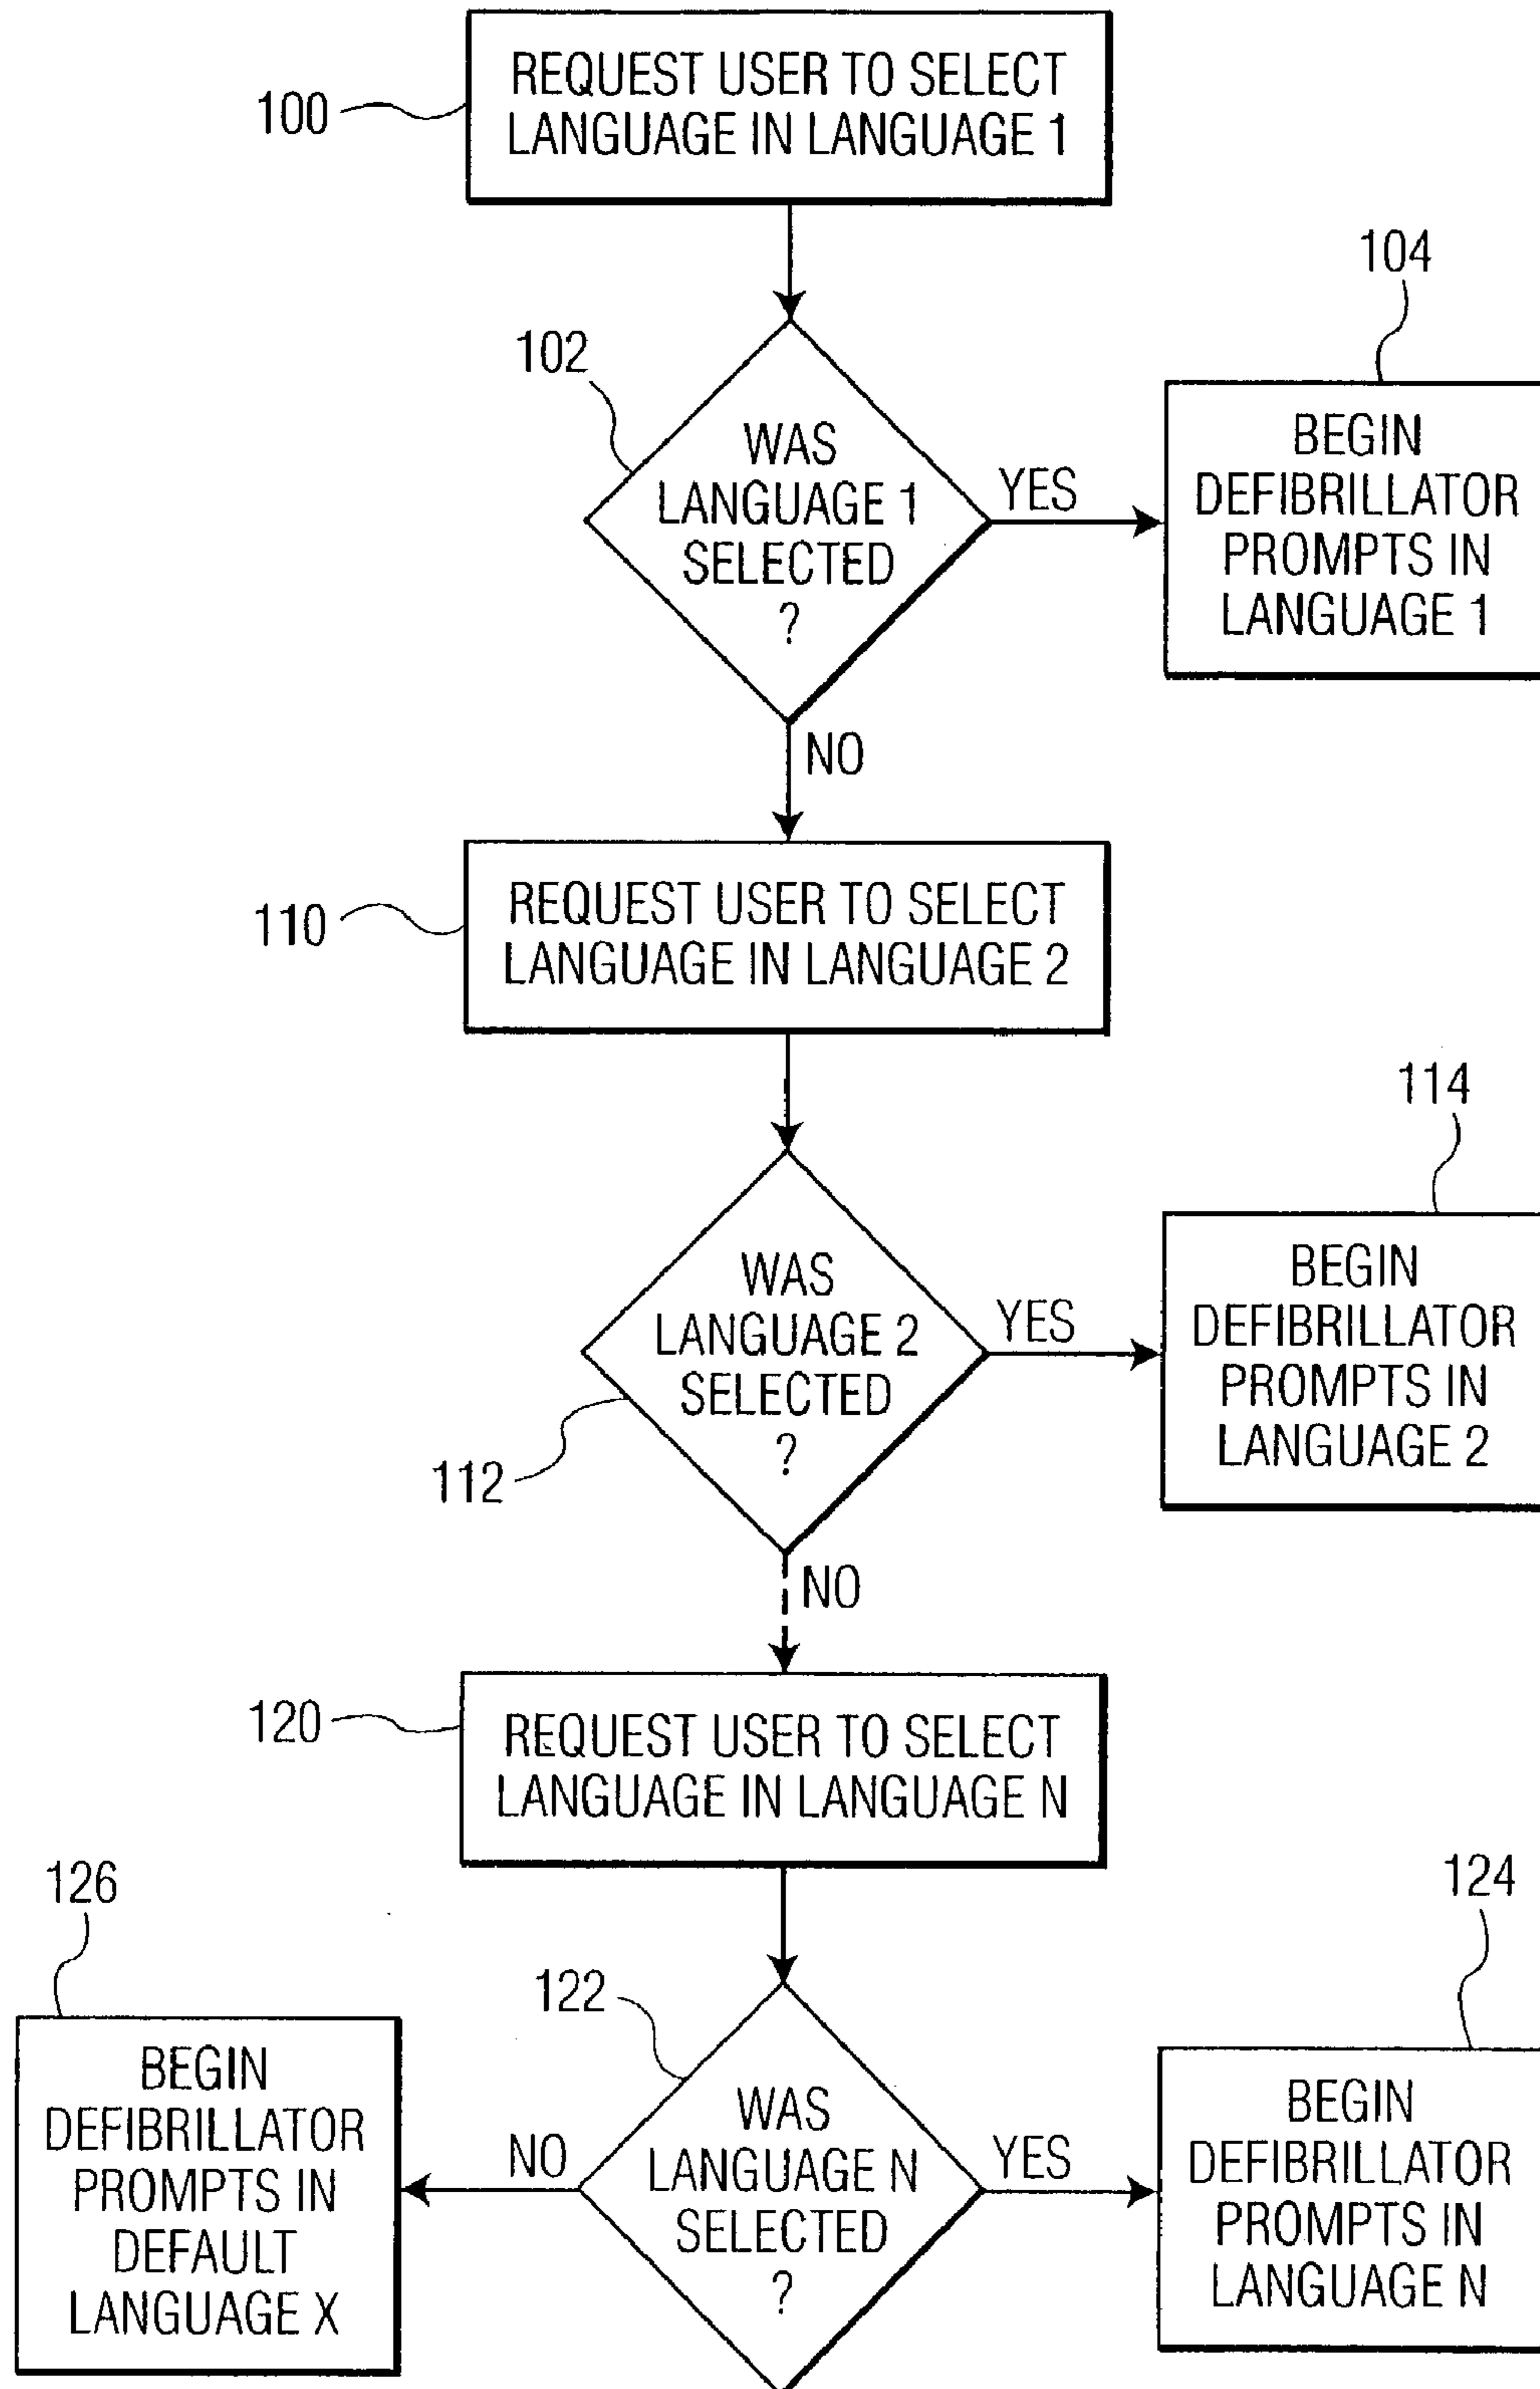 REQUEST USER TO SELECT
LANGUAGE IN LANGUAGE 1
100
104
102
WAS
LANGUAGE 1
SELECTED
?
YES
BEGIN
DEFIBRILLATOR
PROMPTS IN
LANGUAGE 1
NO
110
REQUEST USER TO SELECT
LANGUAGE IN LANGUAGE 2
114
WAS
LANGUAGE 2
SELECTED
?
112
YES
BEGIN
DEFIBRILLATOR
PROMPTS IN
LANGUAGE 2
NO
120
REQUEST USER TO SELECT
LANGUAGE IN LANGUAGE N
126
124
122
BEGIN
DEFIBRILLATOR
PROMPTS IN
DEFAULT
LANGUAGE X
NO
WAS
LANGUAGE N
SELECTED
?
YES
BEGIN
DEFIBRILLATOR
PROMPTS IN
LANGUAGE N